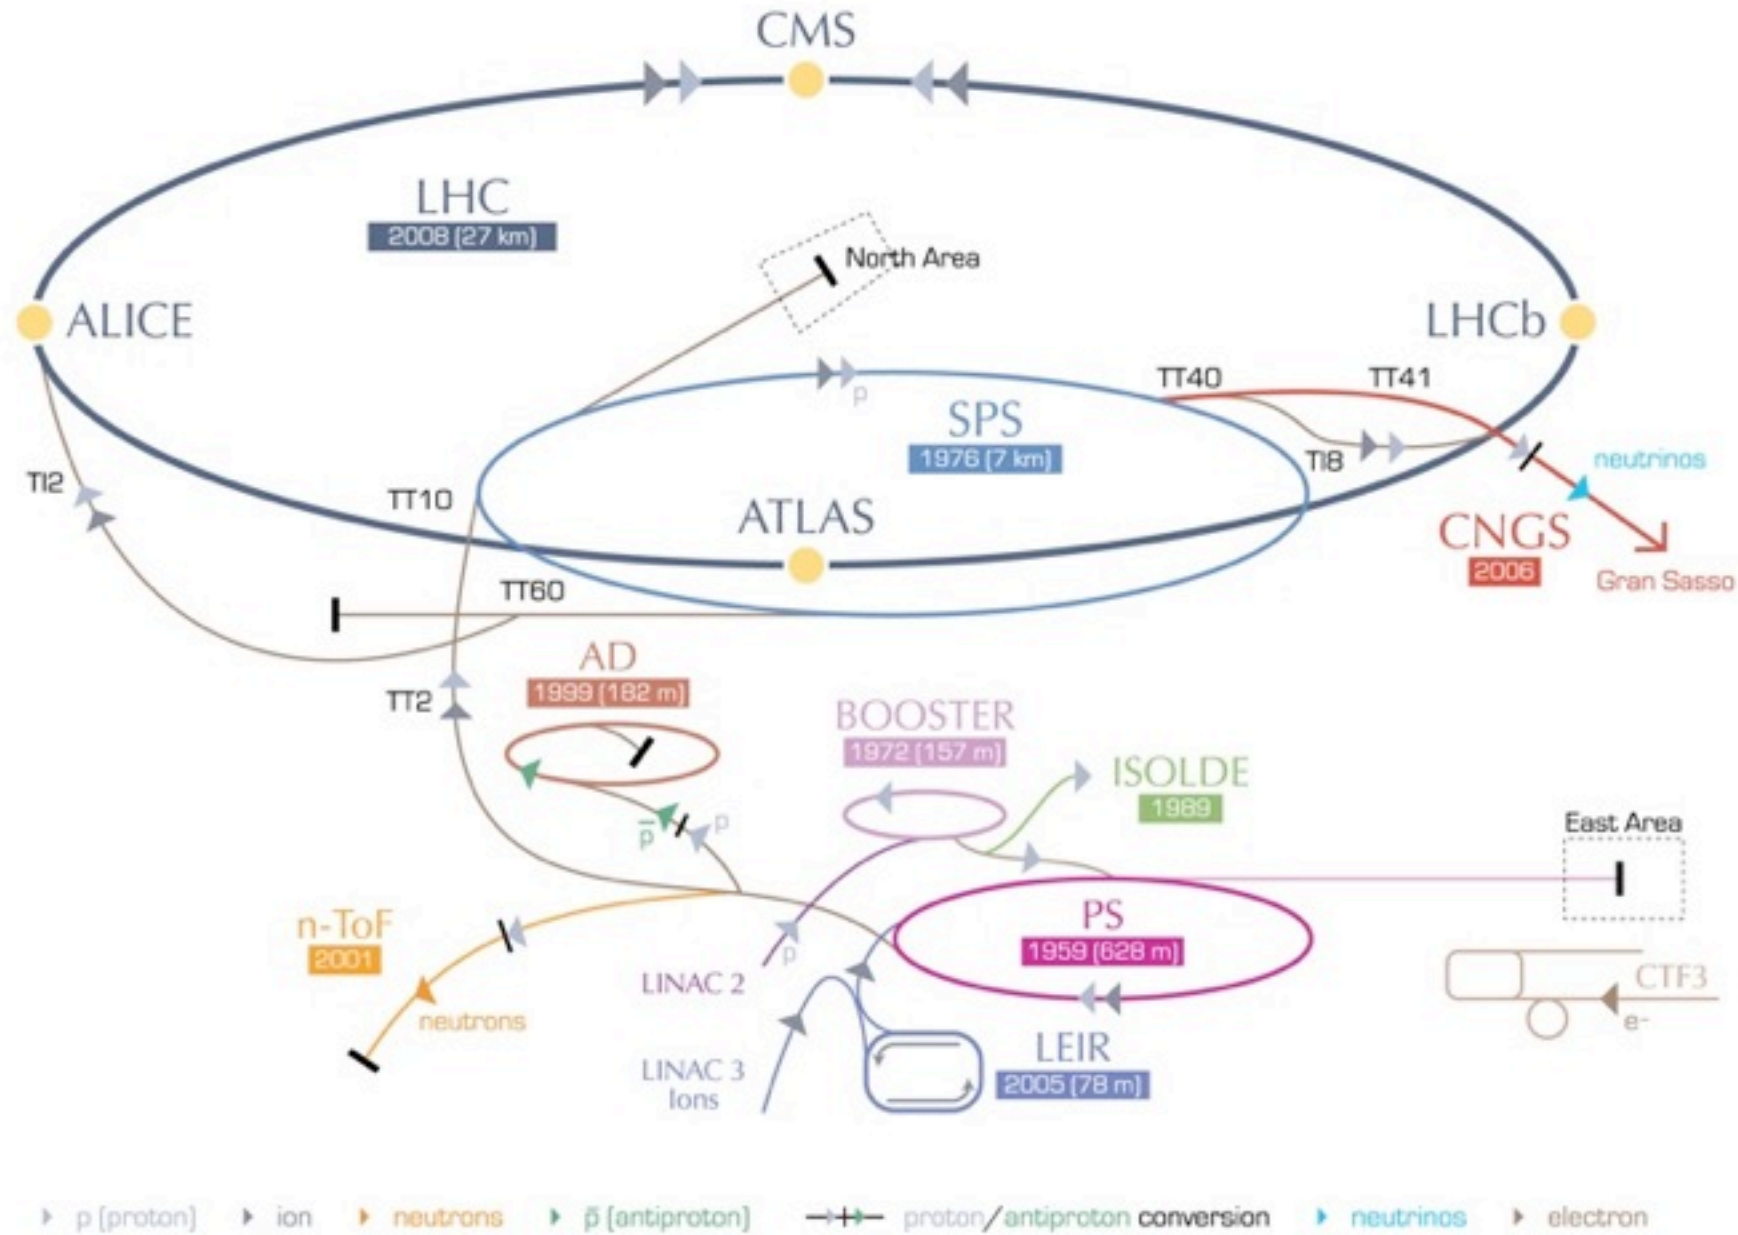 CMS
LHC
2008 (27 km)
North Area
ALICE
LHCb
TT40
TT41
p
SPS
1976 (7 km)
TI8
neutrinos
TI2
TT10
ATLAS
CNGS
2006
Gran Sasso
TT60
AD
1999 (182 m)
TT2
BOOSTER
1972 (157 m)
ISOLDE
1989
p̄
p
East Area
n-ToF
2001
PS
1959 (628 m)
p
LINAC 2
CTF3
e-
neutrons
LEIR
2005 (78 m)
LINAC 3
Ions
p (proton)
ion
neutrons
p̄ (antiproton)
proton/antiproton conversion
neutrinos
electron